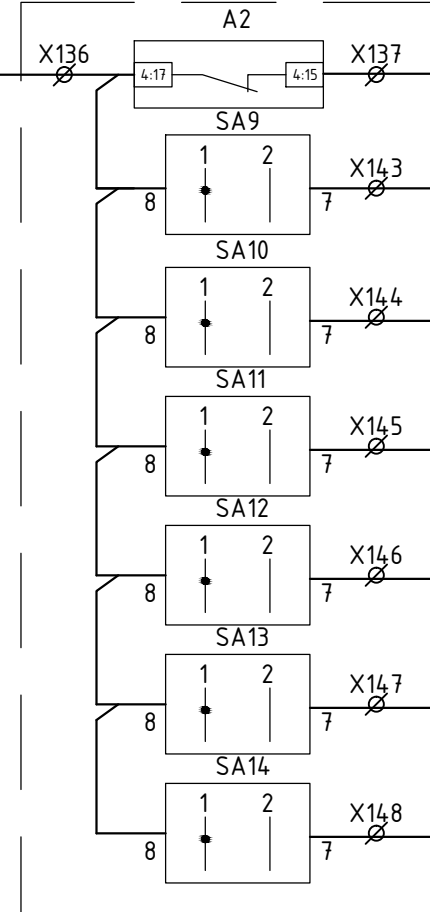 A2
X136 X137
4:17 4:15
SA9
1 2 X143
8 7
SA10
1 2 X144
8 7
SA11
1 2 X145
8 7
SA12
1 2 X146
8 7
SA13
1 2 X147
8 7
SA14
1 2 X148
8 7